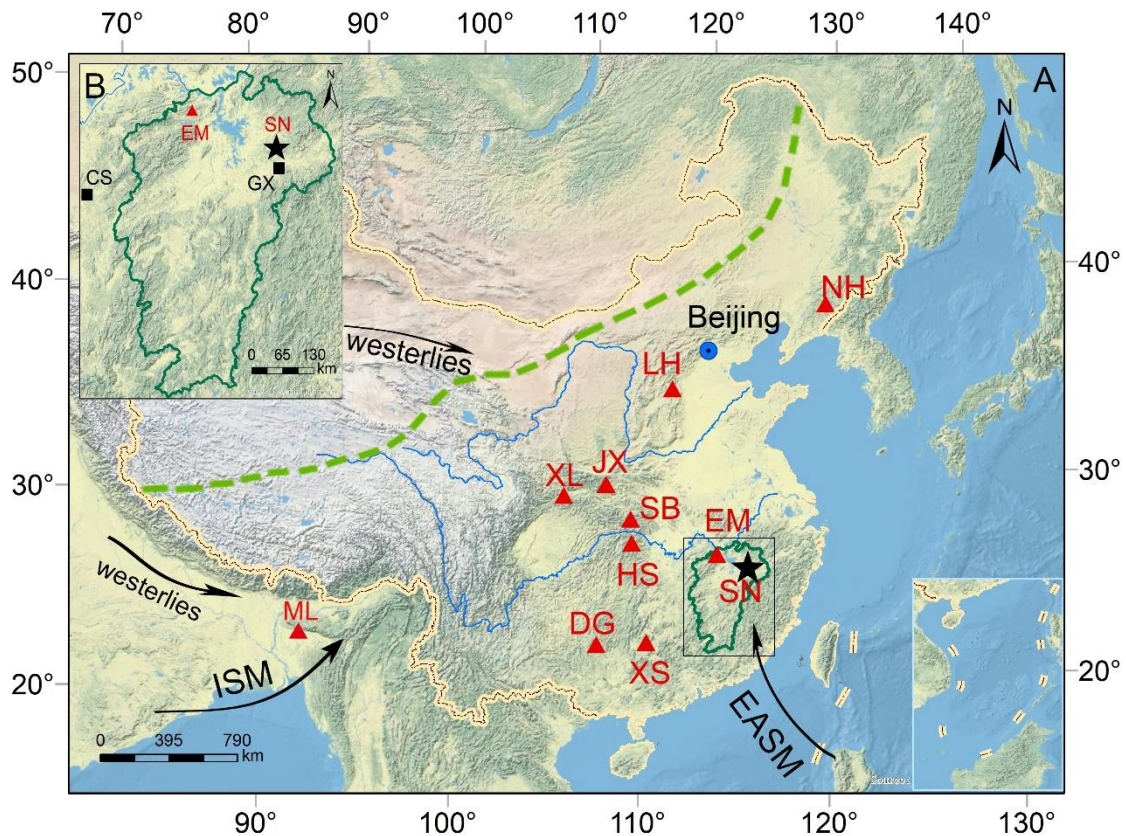 70° 80° 90° 100° 110° 120° 130° 140°
50°
B
N
EM
SN
CS
GX
0 65 130
km
A
N
40°
40°
NH
Beijing
westerlies
LH
30°
30°
XL
JX
SB
EM
HS
SN
westerlies
ML
DG
XS
ISM
20°
20°
EASM
0 395 790
km
90° 100° 110° 120° 130°